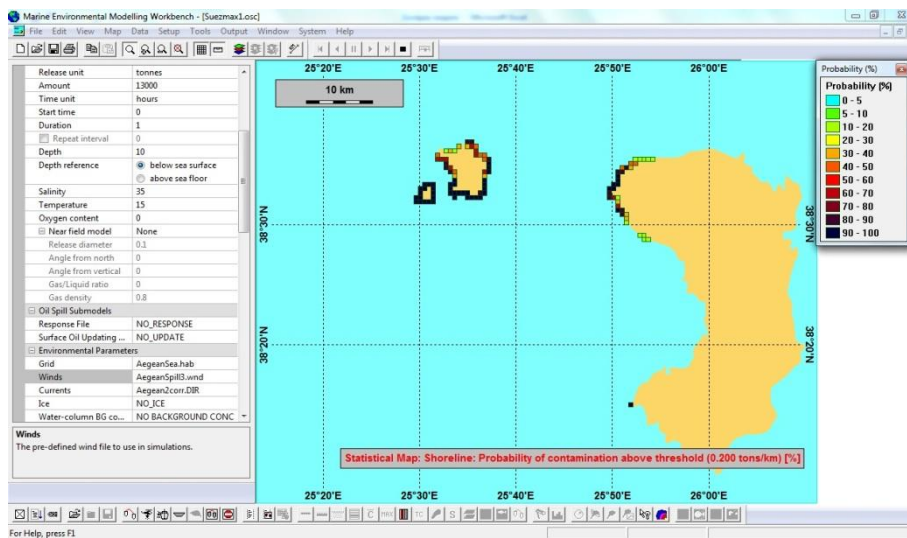 Marine Environmental Modelling Workbench - [Suezmax1.osc]
File Edit View Map Data Setup Tools Output Window System Help
Release unit tonnes
Amount 13000
Time unit hours
Start time 0
Duration 1
Repeat interval 0
Depth 10
Depth reference below sea surface
above sea floor
Salinity 35
Temperature 15
Oxygen content 0
Near field model None
Release diameter 0.1
Angle from north 0
Angle from vertical 0
Gas/Liquid ratio 0
Gas density 0.8
Oil Spill Submodels
Response File NO_RESPONSE
Surface Oil Updating ... NO_UPDATE
Environmental Parameters
Grid AegeanSea.hab
Winds AegeanSpill3.wnd
Currents Aegean2corr.DIR
Ice NO_ICE
Water-column BG co... NO BACKGROUND CONC
Winds
The pre-defined wind file to use in simulations.
25°20'E 25°30'E 25°40'E 25°50'E 26°00'E
10 km
38°30'N 38°30'N
38°20'N 38°20'N
Statistical Map: Shoreline: Probability of contamination above threshold (0.200 tons/km) [%]
25°20'E 25°30'E 25°40'E 25°50'E 26°00'E
Probability (%)
Probability [%]
0 - 5
5 - 10
10 - 20
20 - 30
30 - 40
40 - 50
50 - 60
60 - 70
70 - 80
80 - 90
90 - 100
For Help, press F1